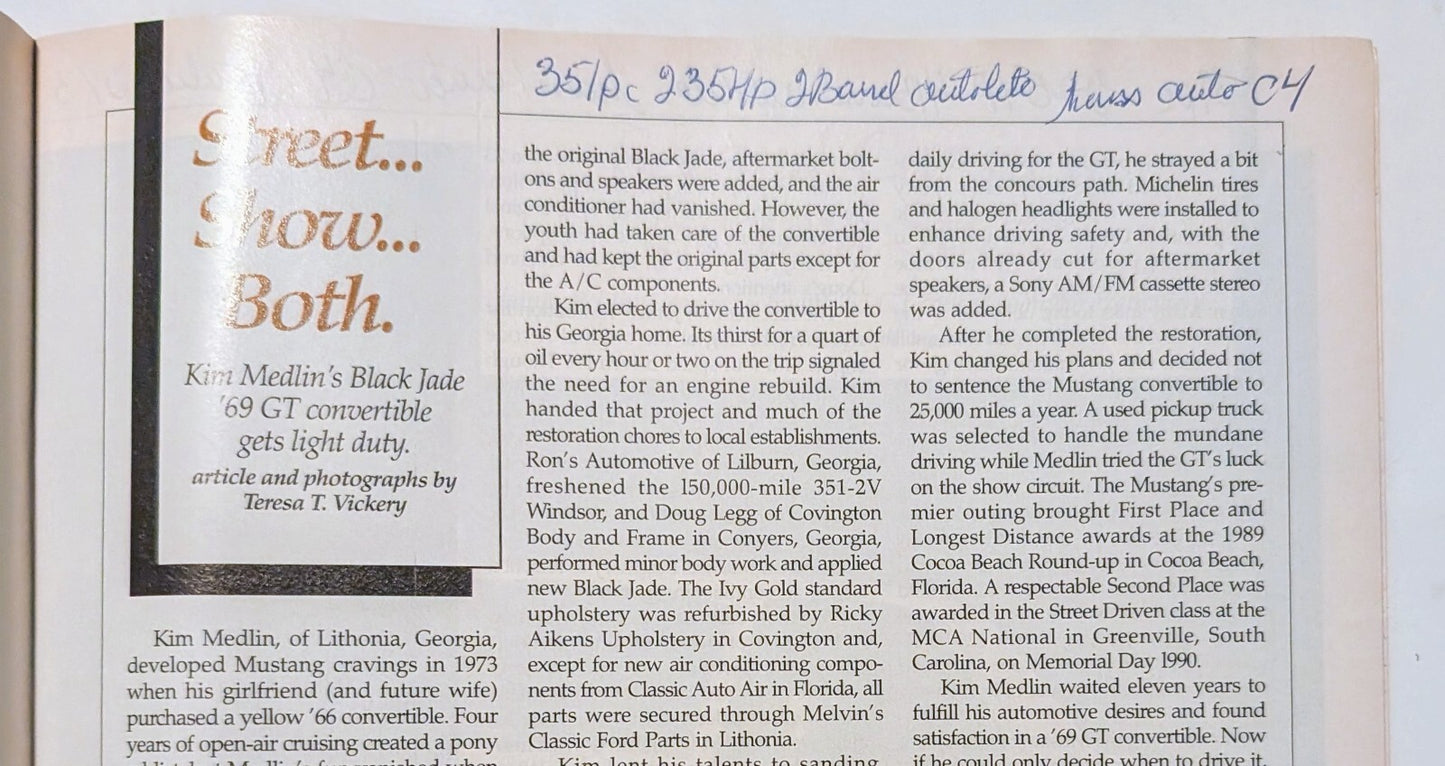 351pc 235Hp auto C4
Street...
Show...
Both.
Kim Medlin's Black Jade
'69 GT convertible
gets light duty.
article and photographs by
Teresa T. Vickery
Kim Medlin, of Lithonia, Georgia,
developed Mustang cravings in 1973
when his girlfriend (and future wife)
purchased a yellow '66 convertible. Four
years of open-air cruising created a pony
the original Black Jade, aftermarket bolt-
ons and speakers were added, and the air
conditioner had vanished. However, the
youth had taken care of the convertible
and had kept the original parts except for
the A/C components.
Kim elected to drive the convertible to
his Georgia home. Its thirst for a quart of
oil every hour or two on the trip signaled
the need for an engine rebuild. Kim
handed that project and much of the
restoration chores to local establishments.
Ron's Automotive of Lilburn, Georgia,
freshened the 150,000-mile 351-2V
Windsor, and Doug Legg of Covington
Body and Frame in Conyers, Georgia,
performed minor body work and applied
new Black Jade. The Ivy Gold standard
upholstery was refurbished by Ricky
Aikens Upholstery in Covington and,
except for new air conditioning compo-
nents from Classic Auto Air in Florida, all
parts were secured through Melvin's
Classic Ford Parts in Lithonia.
Kim lent his talents to sanding,
daily driving for the GT, he strayed a bit
from the concours path. Michelin tires
and halogen headlights were installed to
enhance driving safety and, with the
doors already cut for aftermarket
speakers, a Sony AM/FM cassette stereo
was added.
After he completed the restoration,
Kim changed his plans and decided not
to sentence the Mustang convertible to
25,000 miles a year. A used pickup truck
was selected to handle the mundane
driving while Medlin tried the GT's luck
on the show circuit. The Mustang's pre-
mier outing brought First Place and
Longest Distance awards at the 1989
Cocoa Beach Round-up in Cocoa Beach,
Florida. A respectable Second Place was
awarded in the Street Driven class at the
MCA National in Greenville, South
Carolina, on Memorial Day 1990.
Kim Medlin waited eleven years to
fulfill his automotive desires and found
satisfaction in a '69 GT convertible. Now
if he could only decide when to drive it.